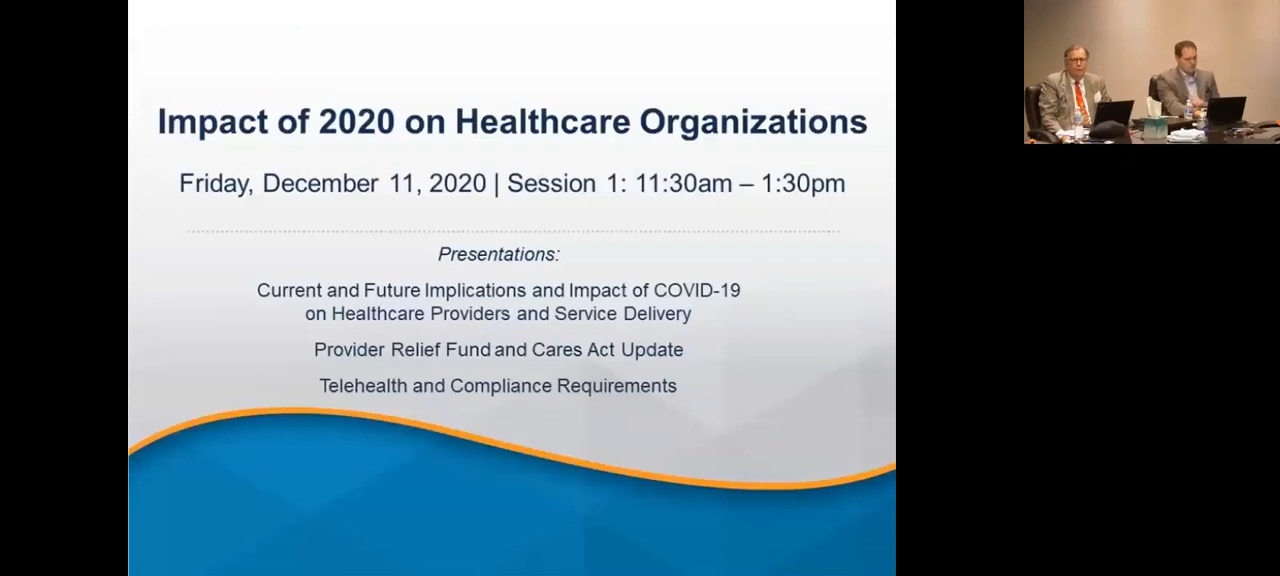 Impact of 2020 on Healthcare Organizations
Friday, December 11, 2020 | Session 1: 11:30am – 1:30pm
Presentations:
Current and Future Implications and Impact of COVID-19
on Healthcare Providers and Service Delivery
Provider Relief Fund and Cares Act Update
Telehealth and Compliance Requirements